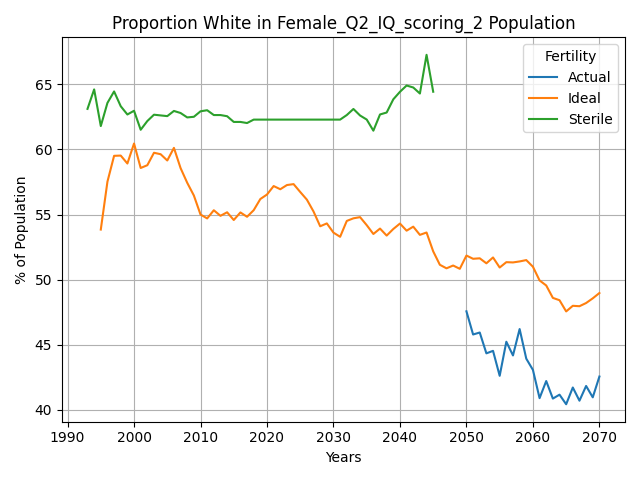 Proportion White in Female_Q2_IQ_scoring_2 Population
Fertility
Actual
Ideal
Sterile
% of Population
65
60
55
50
45
40
1990 2000 2010 2020 2030 2040 2050 2060 2070
Years